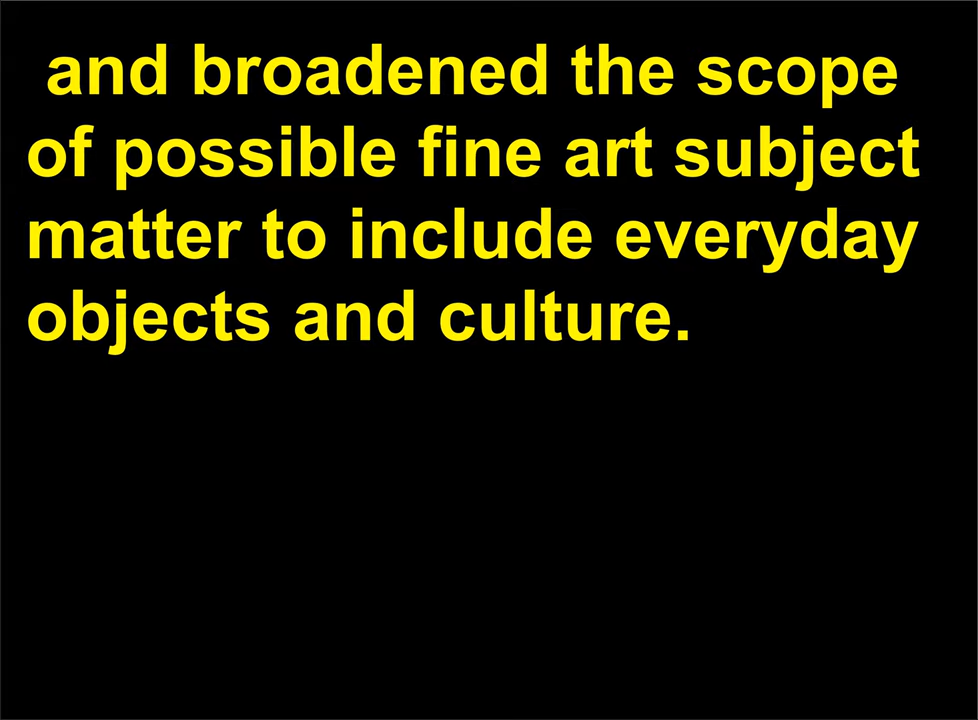 and broadened the scope
of possible fine art subject
matter to include everyday
objects and culture.